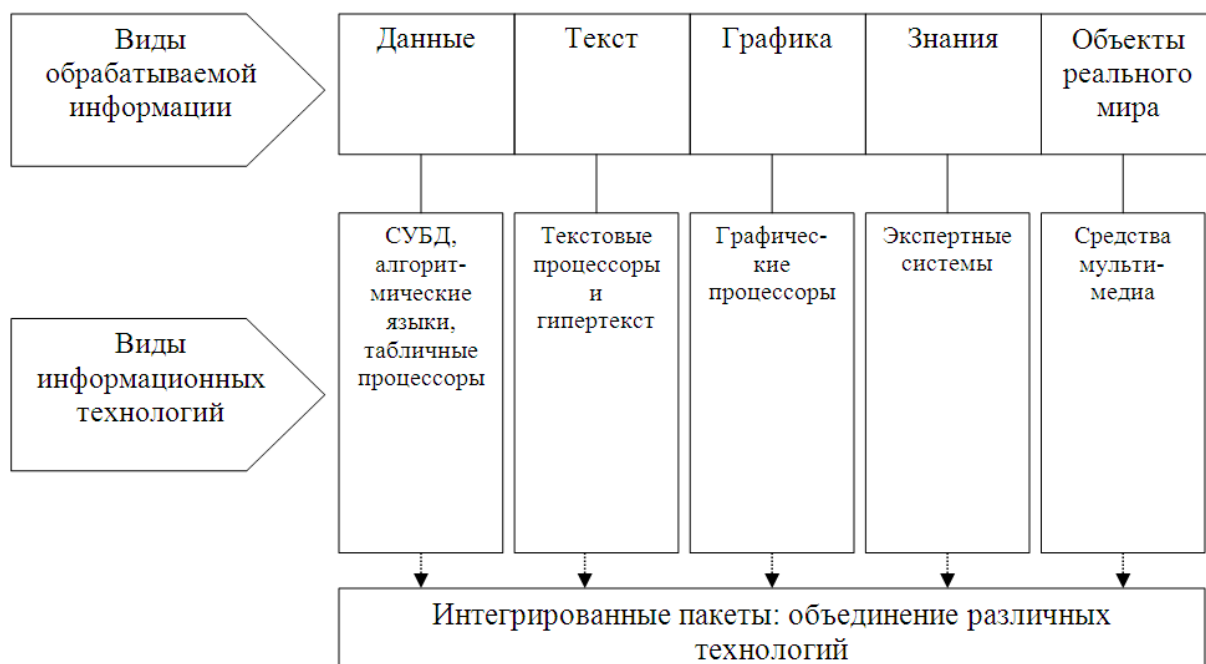 Виды
обрабатываемой
информации
Данные
Текст
Графика
Знания
Объекты
реального
мира
Виды
информационных
технологий
СУБД,
алгорит-
мические
языки,
табличные
процессоры
Текстовые
процессоры
и
гипертекст
Графичес-
кие
процессоры
Экспертные
системы
Средства
мульти-
медиа
Интегрированные пакеты: объединение различных
технологий